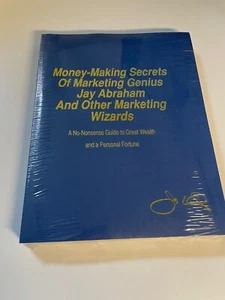 Money-Making Secrets
Of Marketing Genius
Jay Abraham
And Other Marketing
Wizards
A No-Nonsense Guide to Great Wealth
and a Personal Fortune